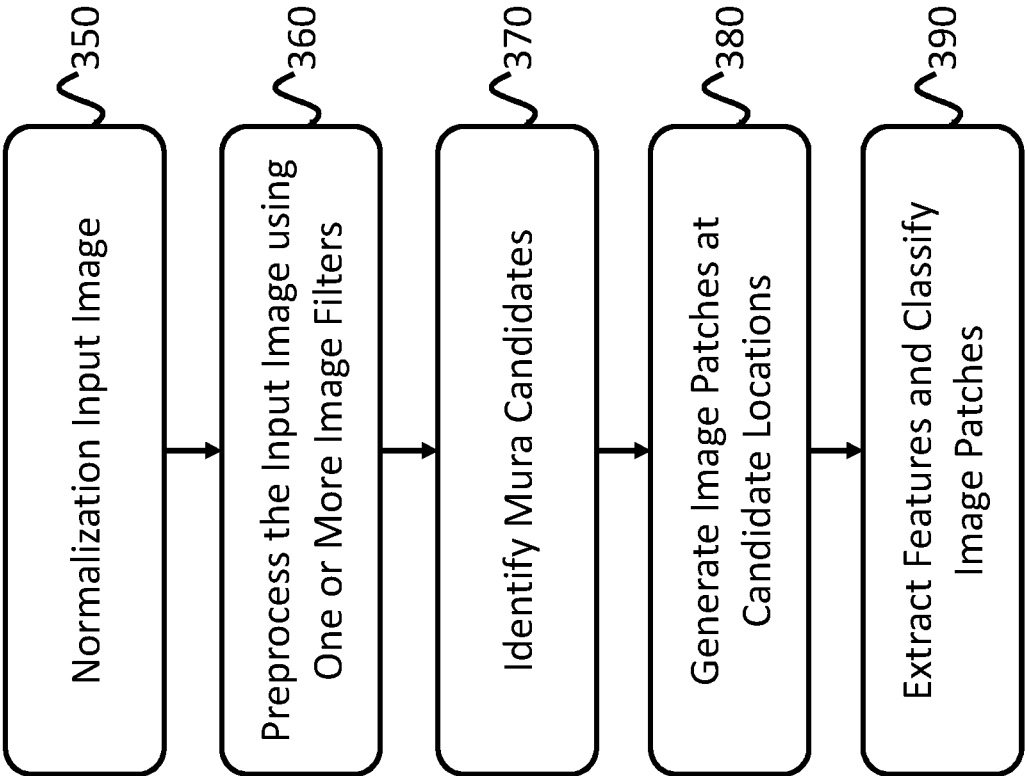 Normalization Input Image
350
Preprocess the Input Image using
One or More Image Filters
360
Identify Mura Candidates
370
Generate Image Patches at
Candidate Locations
380
Extract Features and Classify
Image Patches
390